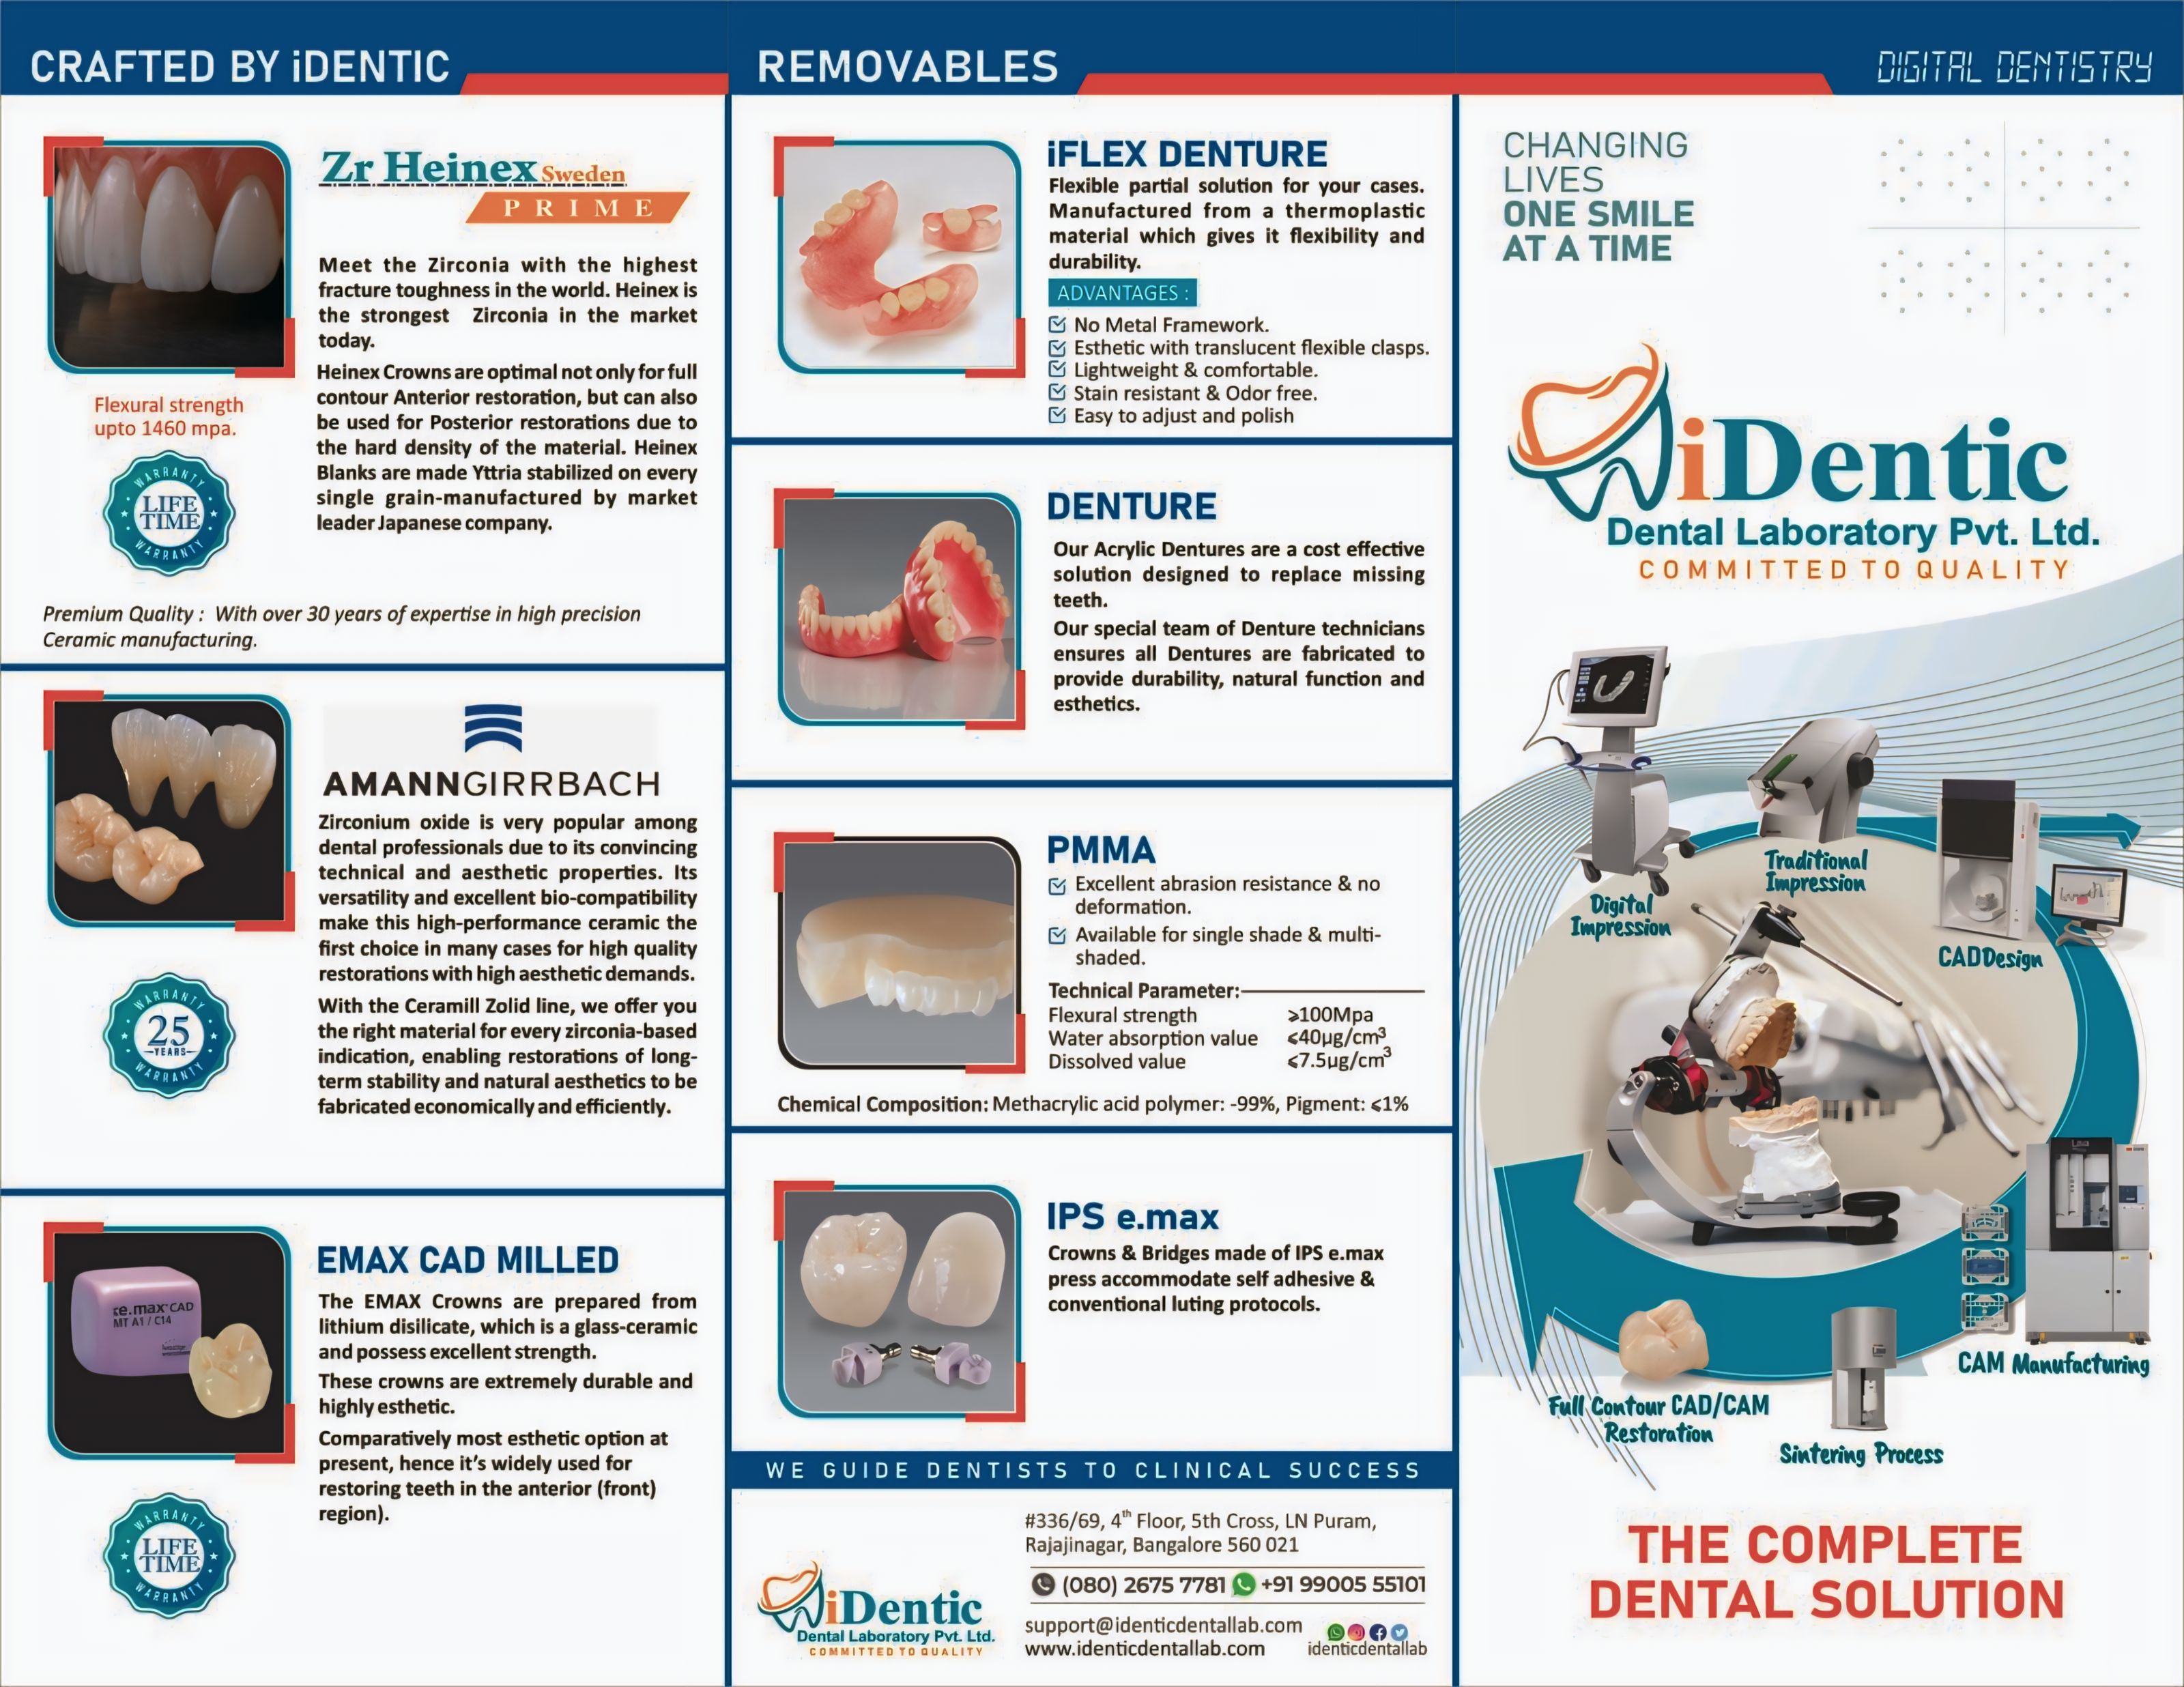 CRAFTED BY iDENTIC
Zr Heinex Sweden
PRIME
Meet the Zirconia with the highest
fracture toughness in the world. Heinex is
the strongest Zirconia in the market
today.
Heinex Crowns are optimal not only for full
contour Anterior restoration, but can also
be used for Posterior restorations due to
the hard density of the material. Heinex
Blanks are made Yttria stabilized on every
single grain-manufactured by market
leader Japanese company.
Flexural strength
upto 1460 mpa.
WARRANTY
LIFE
TIME
WARRANTY
Premium Quality : With over 30 years of expertise in high precision
Ceramic manufacturing.
AMANNGIRRBACH
Zirconium oxide is very popular among
dental professionals due to its convincing
technical and aesthetic properties. Its
versatility and excellent bio-compatibility
make this high-performance ceramic the
first choice in many cases for high quality
restorations with high aesthetic demands.
With the Ceramill Zolid line, we offer you
the right material for every zirconia-based
indication, enabling restorations of long-
term stability and natural aesthetics to be
fabricated economically and efficiently.
WARRANTY
25
YEARS
WARRANTY
EMAX CAD MILLED
The EMAX Crowns are prepared from
lithium disilicate, which is a glass-ceramic
and possess excellent strength.
These crowns are extremely durable and
highly esthetic.
Comparatively most esthetic option at
present, hence it's widely used for
restoring teeth in the anterior (front)
region).
e.max CAD
MT A1 / C14
WARRANTY
LIFE
TIME
WARRANTY
REMOVABLES
iFLEX DENTURE
Flexible partial solution for your cases.
Manufactured from a thermoplastic
material which gives it flexibility and
durability.
ADVANTAGES :
No Metal Framework.
Esthetic with translucent flexible clasps.
Lightweight & comfortable.
Stain resistant & Odor free.
Easy to adjust and polish
DENTURE
Our Acrylic Dentures are a cost effective
solution designed to replace missing
teeth.
Our special team of Denture technicians
ensures all Dentures are fabricated to
provide durability, natural function and
esthetics.
PMMA
Excellent abrasion resistance & no
deformation.
Available for single shade & multi-
shaded.
Technical Parameter:
Flexural strength ⩾100Mpa
Water absorption value ⩽40µg/cm³
Dissolved value ⩽7.5µg/cm³
Chemical Composition: Methacrylic acid polymer: -99%, Pigment: ⩽1%
IPS e.max
Crowns & Bridges made of IPS e.max
press accommodate self adhesive &
conventional luting protocols.
WE GUIDE DENTISTS TO CLINICAL SUCCESS
iDentic
Dental Laboratory Pvt. Ltd.
COMMITTED TO QUALITY
#336/69, 4th Floor, 5th Cross, LN Puram,
Rajajinagar, Bangalore 560 021
(080) 2675 7781 +91 99005 55101
support@identicdentallab.com
www.identicdentallab.com
identicdentallab
DIGITAL DENTISTRY
CHANGING
LIVES
ONE SMILE
AT A TIME
iDentic
Dental Laboratory Pvt. Ltd.
COMMITTED TO QUALITY
Digital
Impression
Traditional
Impression
CAD Design
CAM Manufacturing
Sintering Process
Full Contour CAD/CAM
Restoration
THE COMPLETE
DENTAL SOLUTION